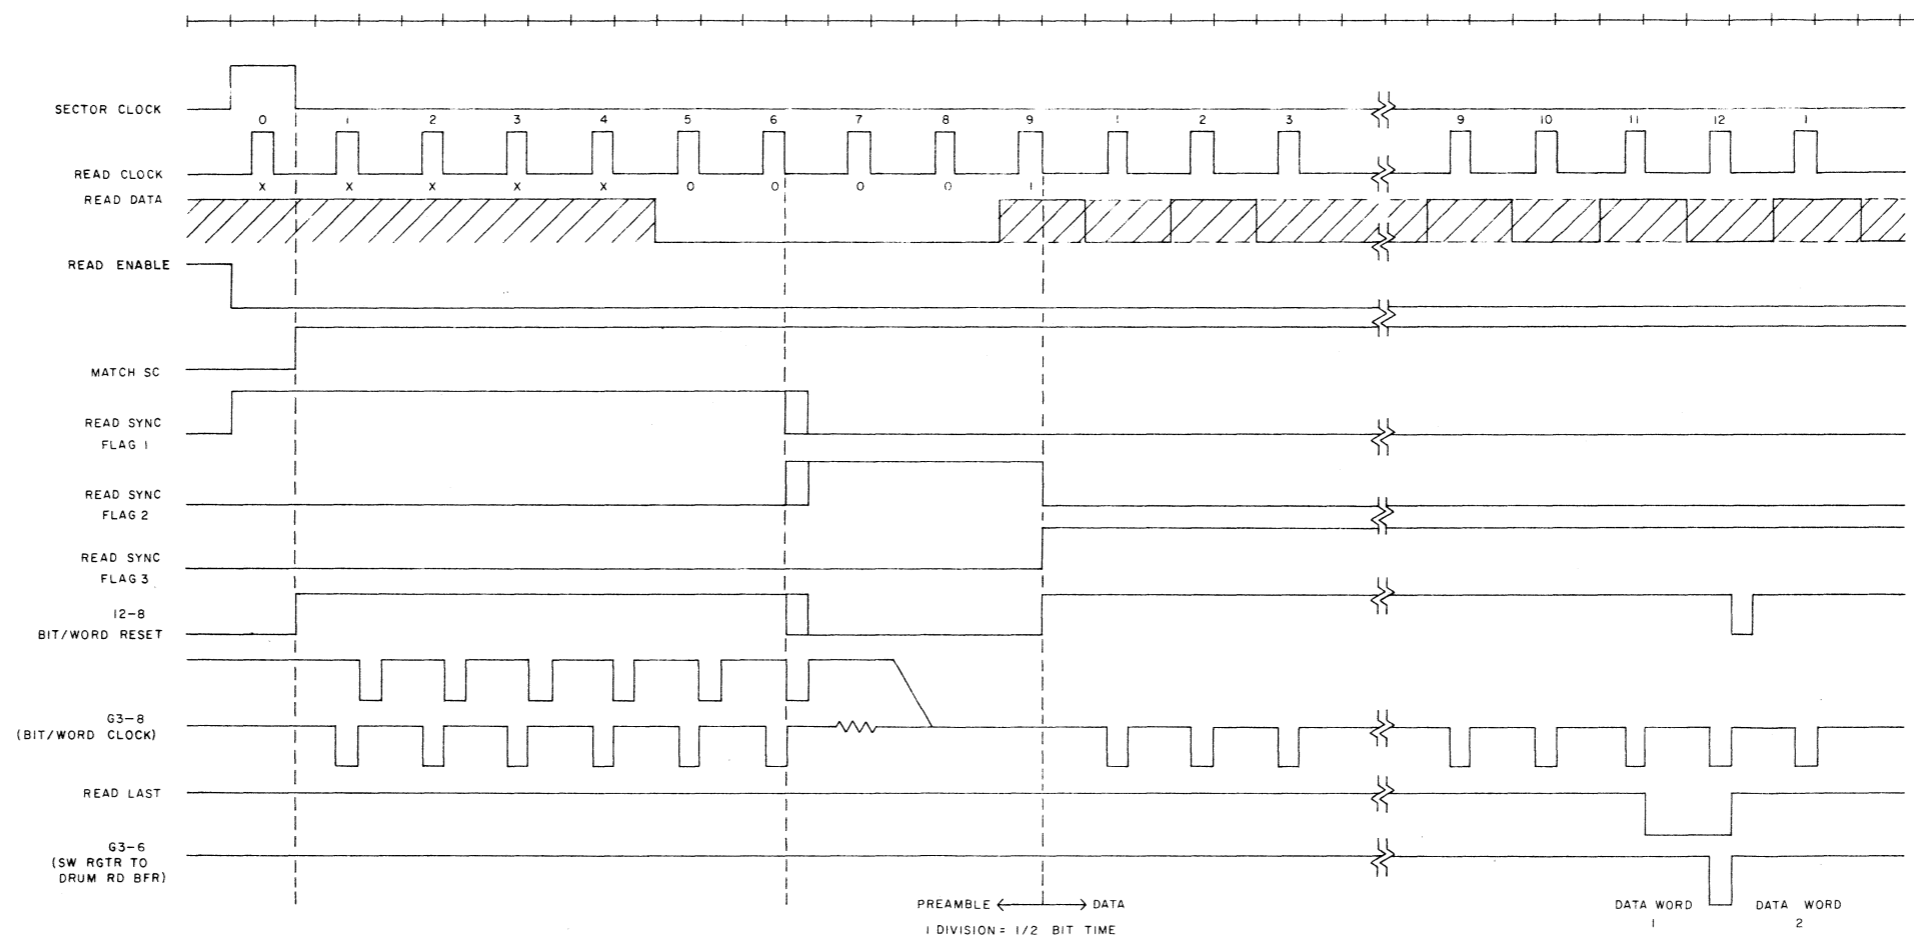 SECTOR CLOCK
0 1 2 3 4 5 6 7 8 9 1 2 3 9 10 11 12 1
READ CLOCK
X X X X X 0 0 0 0 1
READ DATA
READ ENABLE
MATCH SC
READ SYNC
FLAG 1
READ SYNC
FLAG 2
READ SYNC
FLAG 3
12-8
BIT/WORD RESET
G3-8
(BIT/WORD CLOCK)
READ LAST
G3-6
(SW RGTR TO
DRUM RD BFR)
PREAMBLE DATA
1 DIVISION = 1/2 BIT TIME
DATA WORD
1
DATA WORD
2